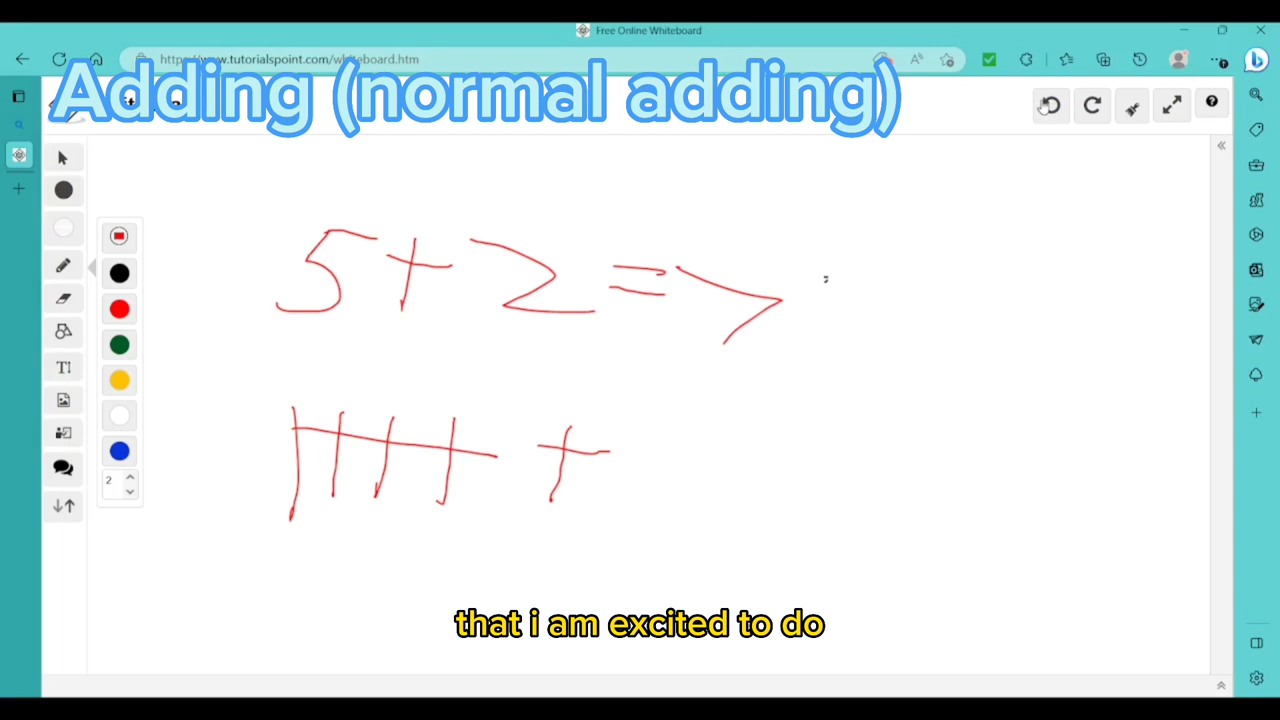 Free Online Whiteboard
https://www.tutorialspoint.com/whiteboard.htm
Adding (normal adding)
5+2=7
+
2
that i am excited to do